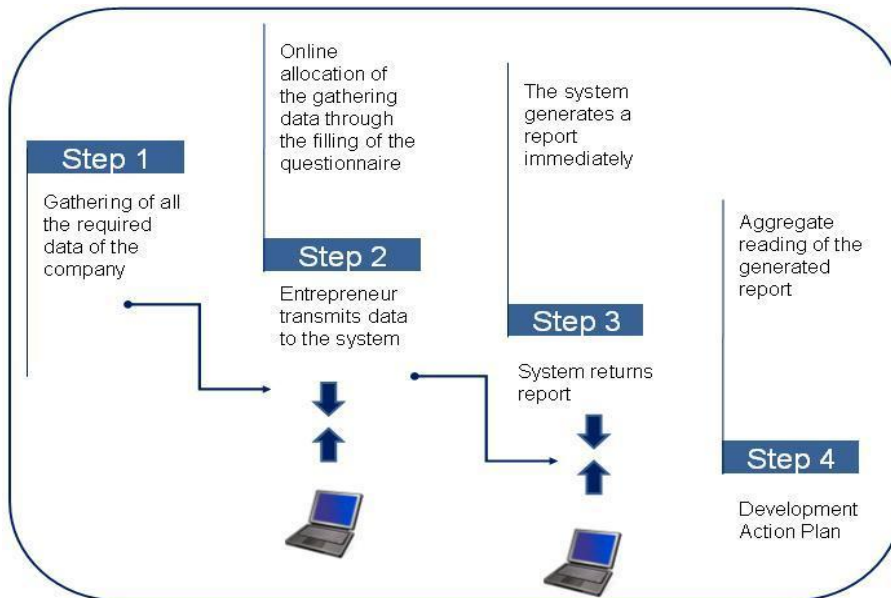 Step 1
Gathering of all
the required
data of the
company
Online
allocation of
the gathering
data through
the filling of the
questionnaire
Step 2
Entrepreneur
transmits data
to the system
The system
generates a
report
immediately
Step 3
System returns
report
Aggregate
reading of the
generated
report
Step 4
Development
Action Plan